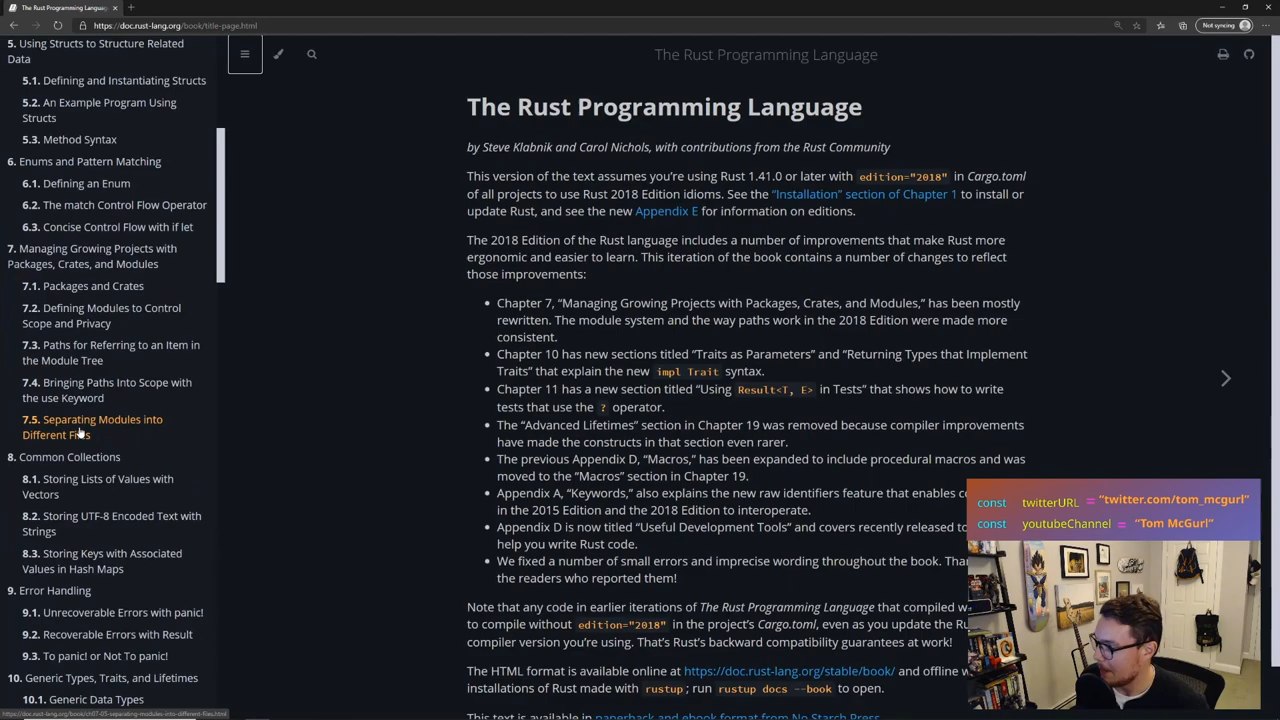 The Rust Programming Languag
https://doc.rust-lang.org/book/title-page.html
Not syncing
5. Using Structs to Structure Related
Data
5.1. Defining and Instantiating Structs
5.2. An Example Program Using
Structs
5.3. Method Syntax
6. Enums and Pattern Matching
6.1. Defining an Enum
6.2. The match Control Flow Operator
6.3. Concise Control Flow with if let
7. Managing Growing Projects with
Packages, Crates, and Modules
7.1. Packages and Crates
7.2. Defining Modules to Control
Scope and Privacy
7.3. Paths for Referring to an Item in
the Module Tree
7.4. Bringing Paths Into Scope with
the use Keyword
7.5. Separating Modules into
Different Files
8. Common Collections
8.1. Storing Lists of Values with
Vectors
8.2. Storing UTF-8 Encoded Text with
Strings
8.3. Storing Keys with Associated
Values in Hash Maps
9. Error Handling
9.1. Unrecoverable Errors with panic!
9.2. Recoverable Errors with Result
9.3. To panic! or Not To panic!
10. Generic Types, Traits, and Lifetimes
10.1. Generic Data Types
https://doc.rust-lang.org/book/ch07-05-separating-modules-into-different-files.html
The Rust Programming Language
The Rust Programming Language
by Steve Klabnik and Carol Nichols, with contributions from the Rust Community
This version of the text assumes you're using Rust 1.41.0 or later with edition="2018" in Cargo.toml
of all projects to use Rust 2018 Edition idioms. See the “Installation” section of Chapter 1 to install or
update Rust, and see the new Appendix E for information on editions.
The 2018 Edition of the Rust language includes a number of improvements that make Rust more
ergonomic and easier to learn. This iteration of the book contains a number of changes to reflect
those improvements:
• Chapter 7, “Managing Growing Projects with Packages, Crates, and Modules,” has been mostly
rewritten. The module system and the way paths work in the 2018 Edition were made more
consistent.
• Chapter 10 has new sections titled “Traits as Parameters” and “Returning Types that Implement
Traits” that explain the new impl Trait syntax.
• Chapter 11 has a new section titled “Using Result<T, E> in Tests” that shows how to write
tests that use the ? operator.
• The “Advanced Lifetimes” section in Chapter 19 was removed because compiler improvements
have made the constructs in that section even rarer.
• The previous Appendix D, “Macros,” has been expanded to include procedural macros and was
moved to the “Macros” section in Chapter 19.
• Appendix A, “Keywords,” also explains the new raw identifiers feature that enables co
in the 2015 Edition and the 2018 Edition to interoperate.
• Appendix D is now titled “Useful Development Tools” and covers recently released to
help you write Rust code.
• We fixed a number of small errors and imprecise wording throughout the book. Than
the readers who reported them!
Note that any code in earlier iterations of The Rust Programming Language that compiled w
to compile without edition="2018" in the project's Cargo.toml, even as you update the Ru
compiler version you're using. That's Rust's backward compatibility guarantees at work!
The HTML format is available online at https://doc.rust-lang.org/stable/book/ and offline w
installations of Rust made with rustup; run rustup docs --book to open.
This text is available in paperback and ebook format from No Starch Press.
const twitterURL = “twitter.com/tom_mcgurl”
const youtubeChannel = “Tom McGurl”